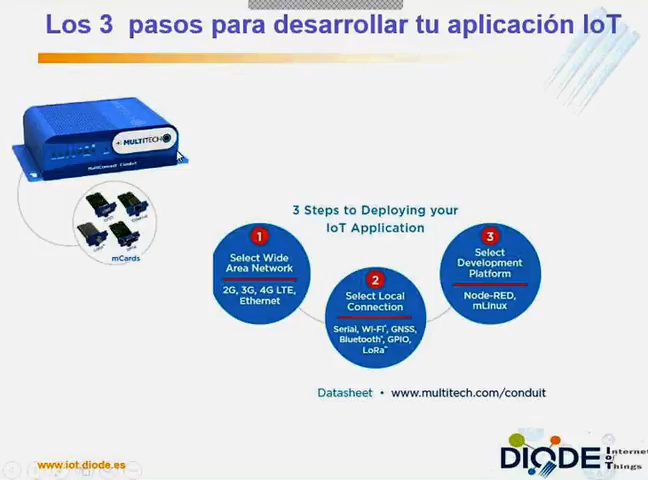 Los 3 pasos para desarrollar tu aplicación IoT
MULTITECH
MultiConnect Conduit
mCards
3 Steps to Deploying your
IoT Application
1
Select Wide
Area Network
2G, 3G, 4G LTE,
Ethernet
2
Select Local
Connection
Serial, Wi-Fi®, GNSS,
Bluetooth®, GPIO,
LoRa™
3
Select
Development
Platform
Node-RED,
mLinux
Datasheet • www.multitech.com/conduit
www.iot.diode.es
DIODE
Internet
of
Things